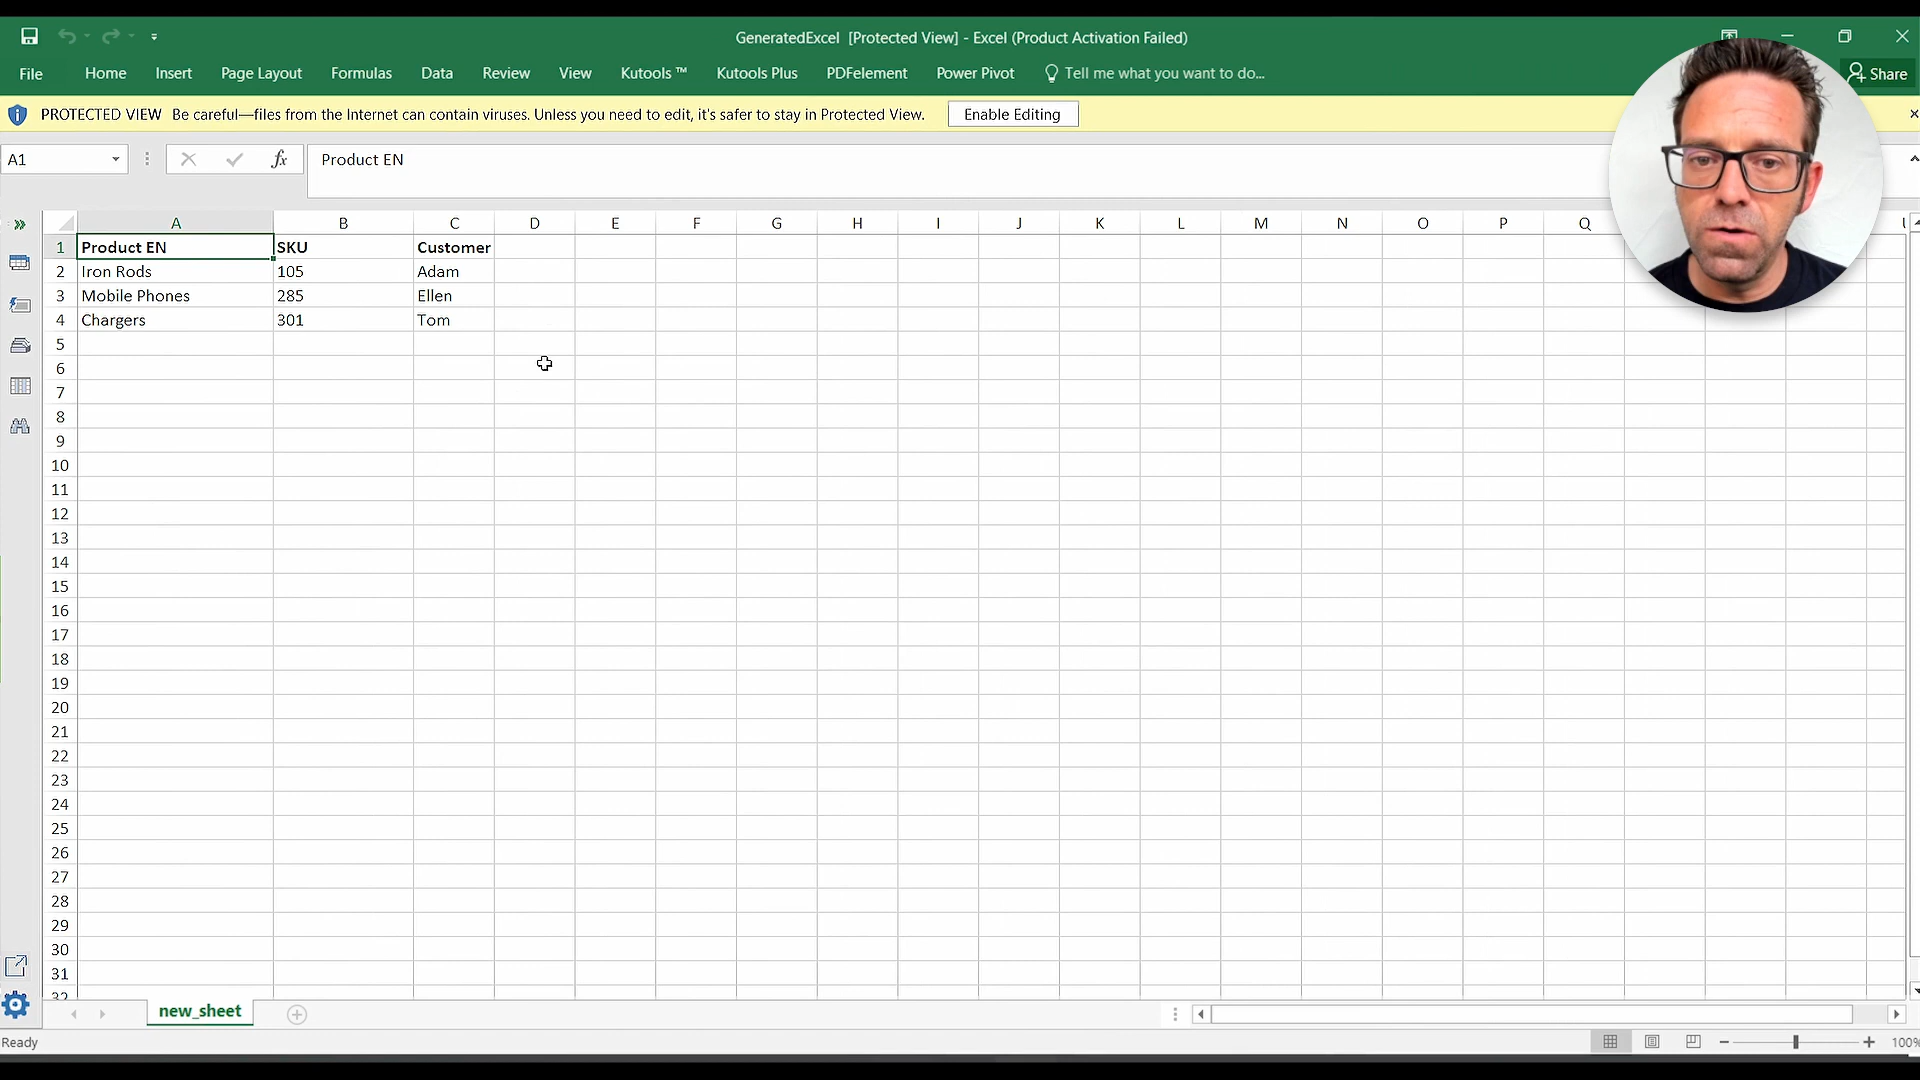 GeneratedExcel [Protected View] - Excel (Product Activation Failed)
File Home Insert Page Layout Formulas Data Review View Kutools ™ Kutools Plus PDFelement Power Pivot Tell me what you want to do... Share
PROTECTED VIEW Be careful—files from the Internet can contain viruses. Unless you need to edit, it's safer to stay in Protected View. Enable Editing
A1 fx Product EN
A B C D E F G H I J K L M N O P Q
1 Product EN SKU Customer
2 Iron Rods 105 Adam
3 Mobile Phones 285 Ellen
4 Chargers 301 Tom
5
6
7
8
9
10
11
12
13
14
15
16
17
18
19
20
21
22
23
24
25
26
27
28
29
30
31
32
new_sheet
Ready 100%